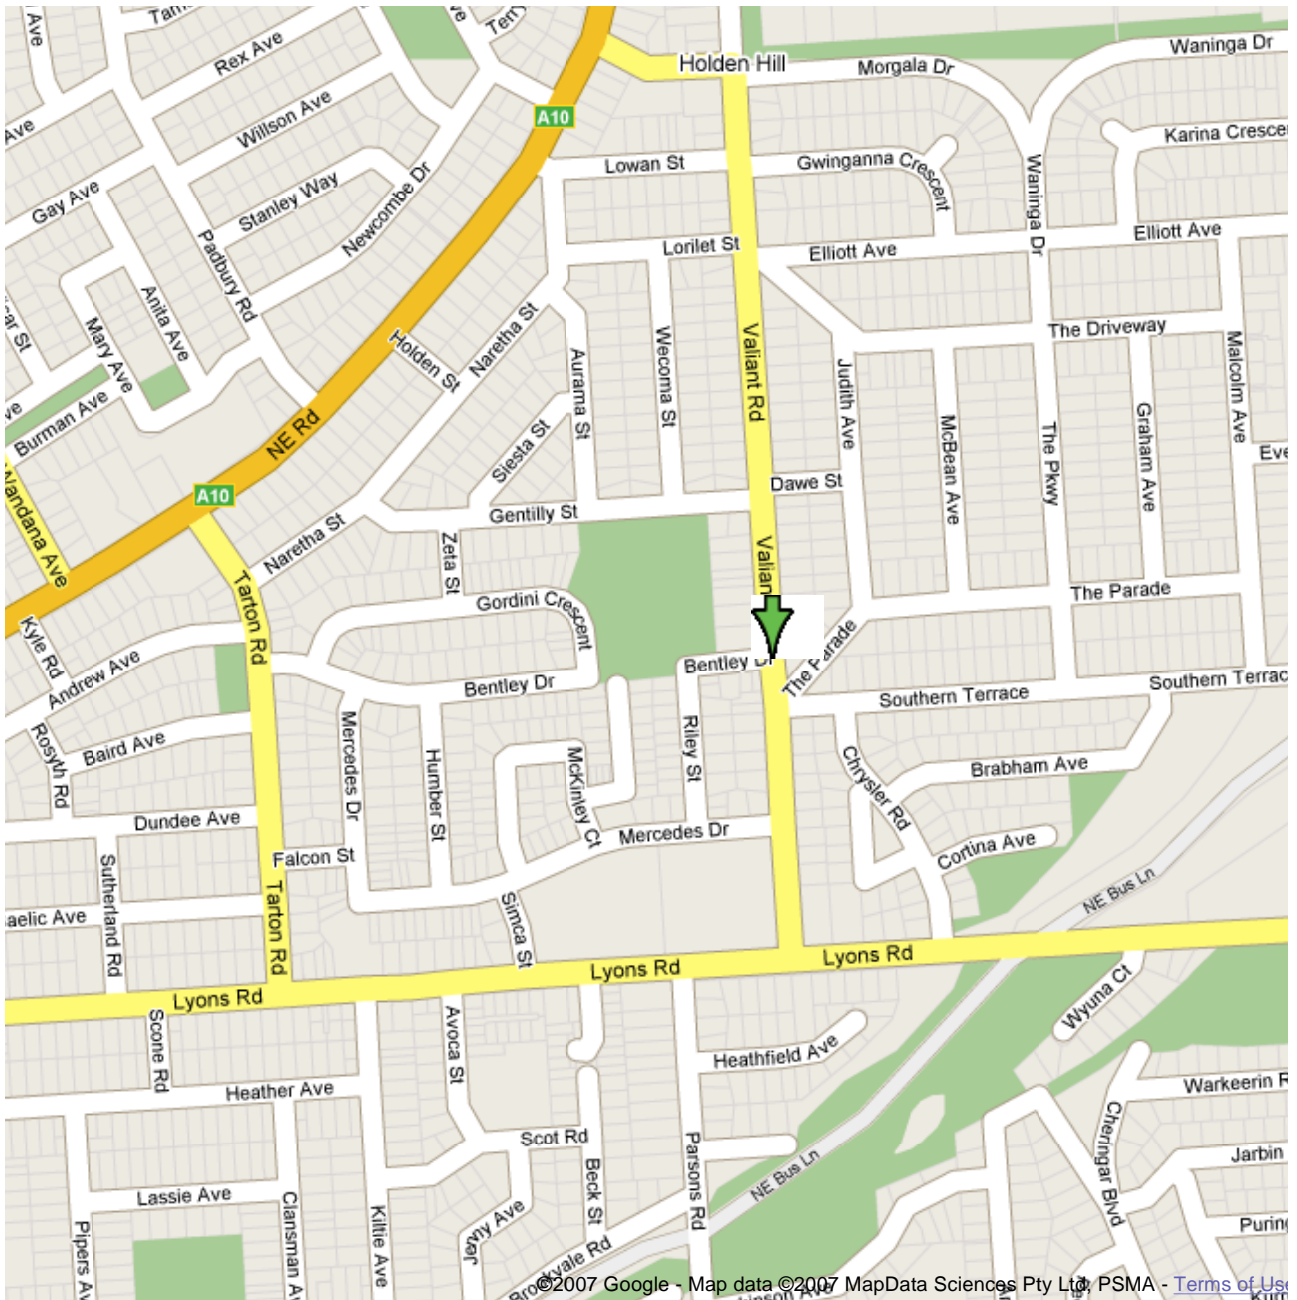 Ave
Rex Ave
Willson Ave
Ave
Stanley Way
Gay Ave
Newcombe Dr
Padbury Rd
Anita Ave
Mary Ave
Burman Ave
Holden Hill
A10
Morgala Dr
Waninga Dr
Karina
Lowan St
Gwinganna Crescent
Waninga Dr
Lorilet St
Elliott Ave
Elliott Ave
Valiant Rd
The Driveway
Holden St
Naretha St
Aurama St
Wecoma St
Judith Ave
McBean Ave
The Pkwy
Graham Ave
Malcolm Ave
NE Rd
Siesta St
Dawe St
A10
Gentilly St
Naretha St
Zeta St
Wandana Ave
Tarton Rd
Gordini Crescent
The Parade
The Parade
Kyle Rd
Andrew Ave
Bentley Dr
Bentley
Southern Terrace
Southern
Rosyth Rd
Baird Ave
Mercedes Dr
Humber St
McKinley Ct
Riley St
Chrysler Rd
Brabham Ave
Dundee Ave
Mercedes Dr
Falcon St
Cortina Ave
Sutherland Rd
Tarton Rd
Simca St
NE Bus Ln
Lyons Rd
Lyons Rd
Lyons Rd
Wyuna Ct
Scone Rd
Avoca St
Heathfield Ave
Heather Ave
Warkeerin
Cheringar Blvd
Scot Rd
Parsons Rd
NE Bus Ln
Jarbin
Lassie Ave
Clansman
Kiltie Ave
Beck St
Pipers
Brockvale Rd
©2007 Google - Map data ©2007 MapData Sciences Pty Ltd, PSMA - Terms of Use